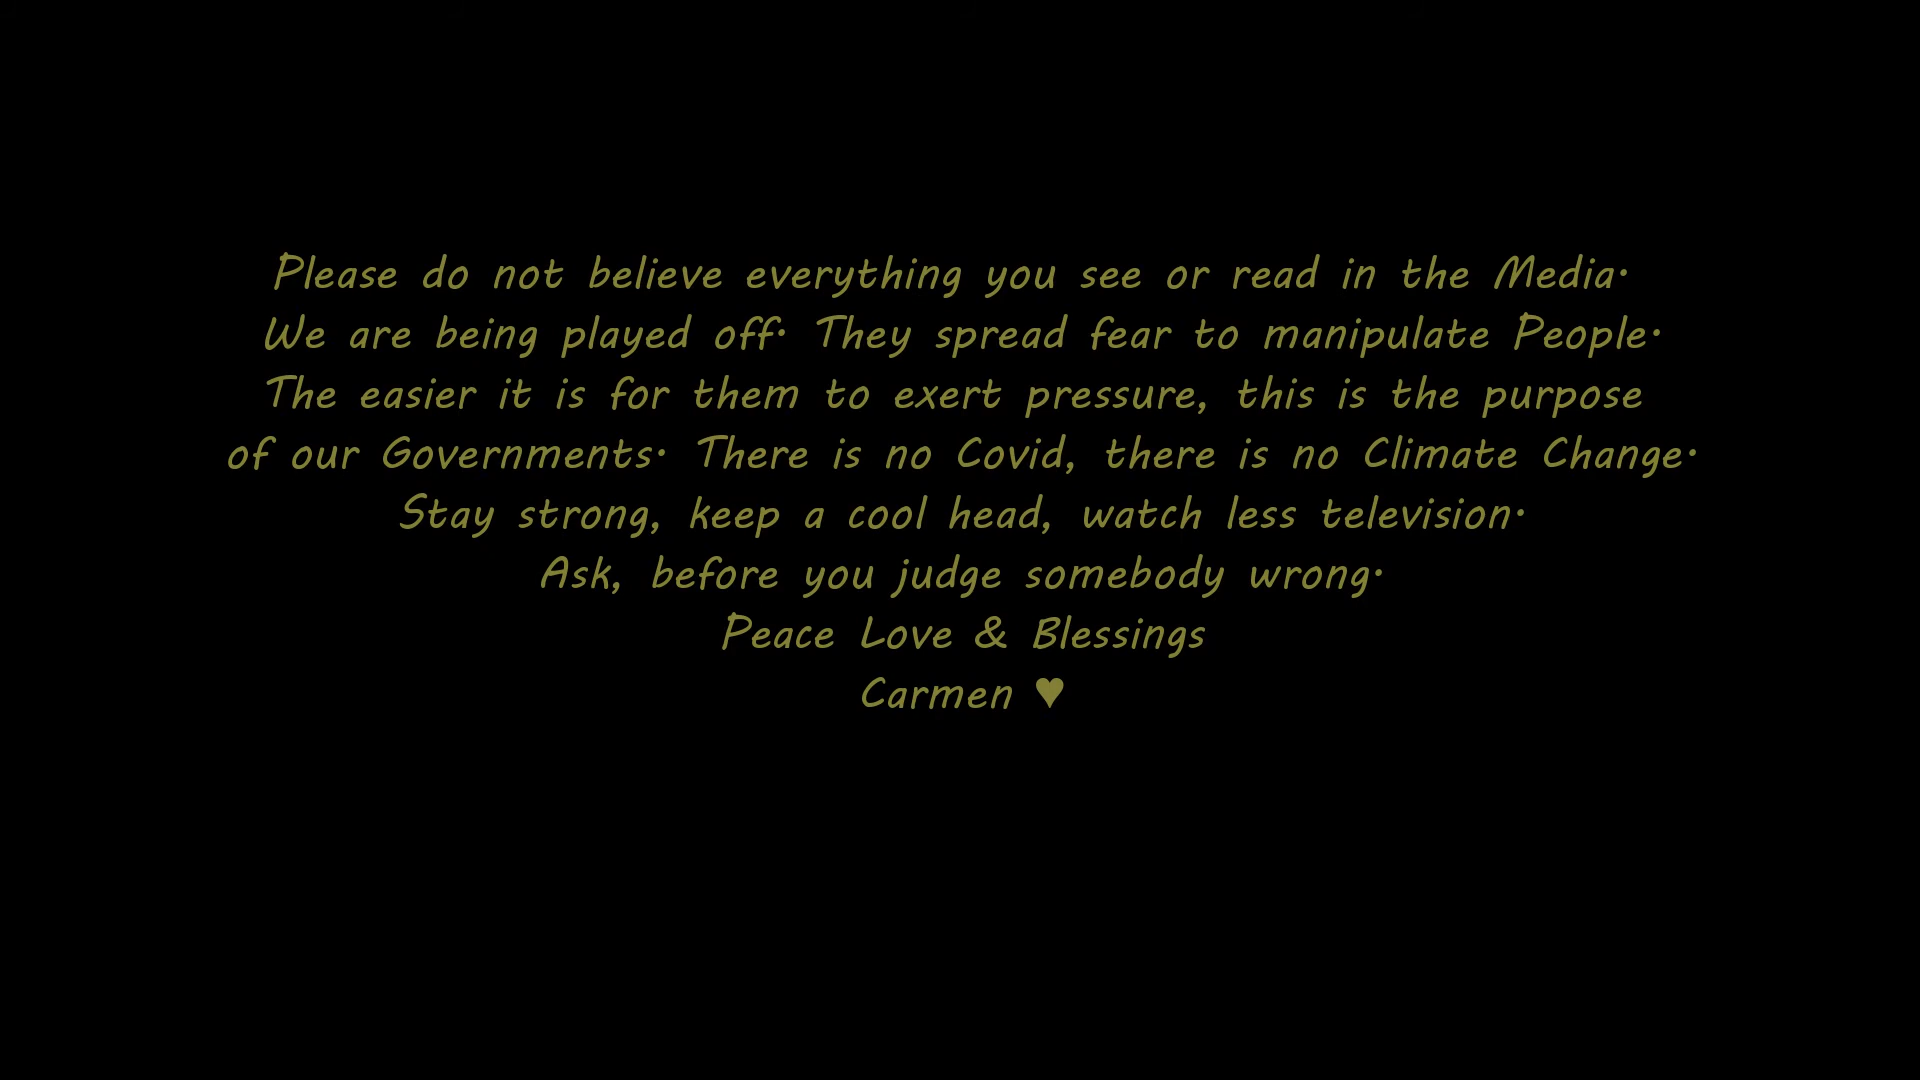 Please do not believe everything you see or read in the Media.
We are being played off. They spread fear to manipulate People.
The easier it is for them to exert pressure, this is the purpose
of our Governments. There is no Covid, there is no Climate Change.
Stay strong, keep a cool head, watch less television.
Ask, before you judge somebody wrong.
Peace Love & Blessings
Carmen ♥